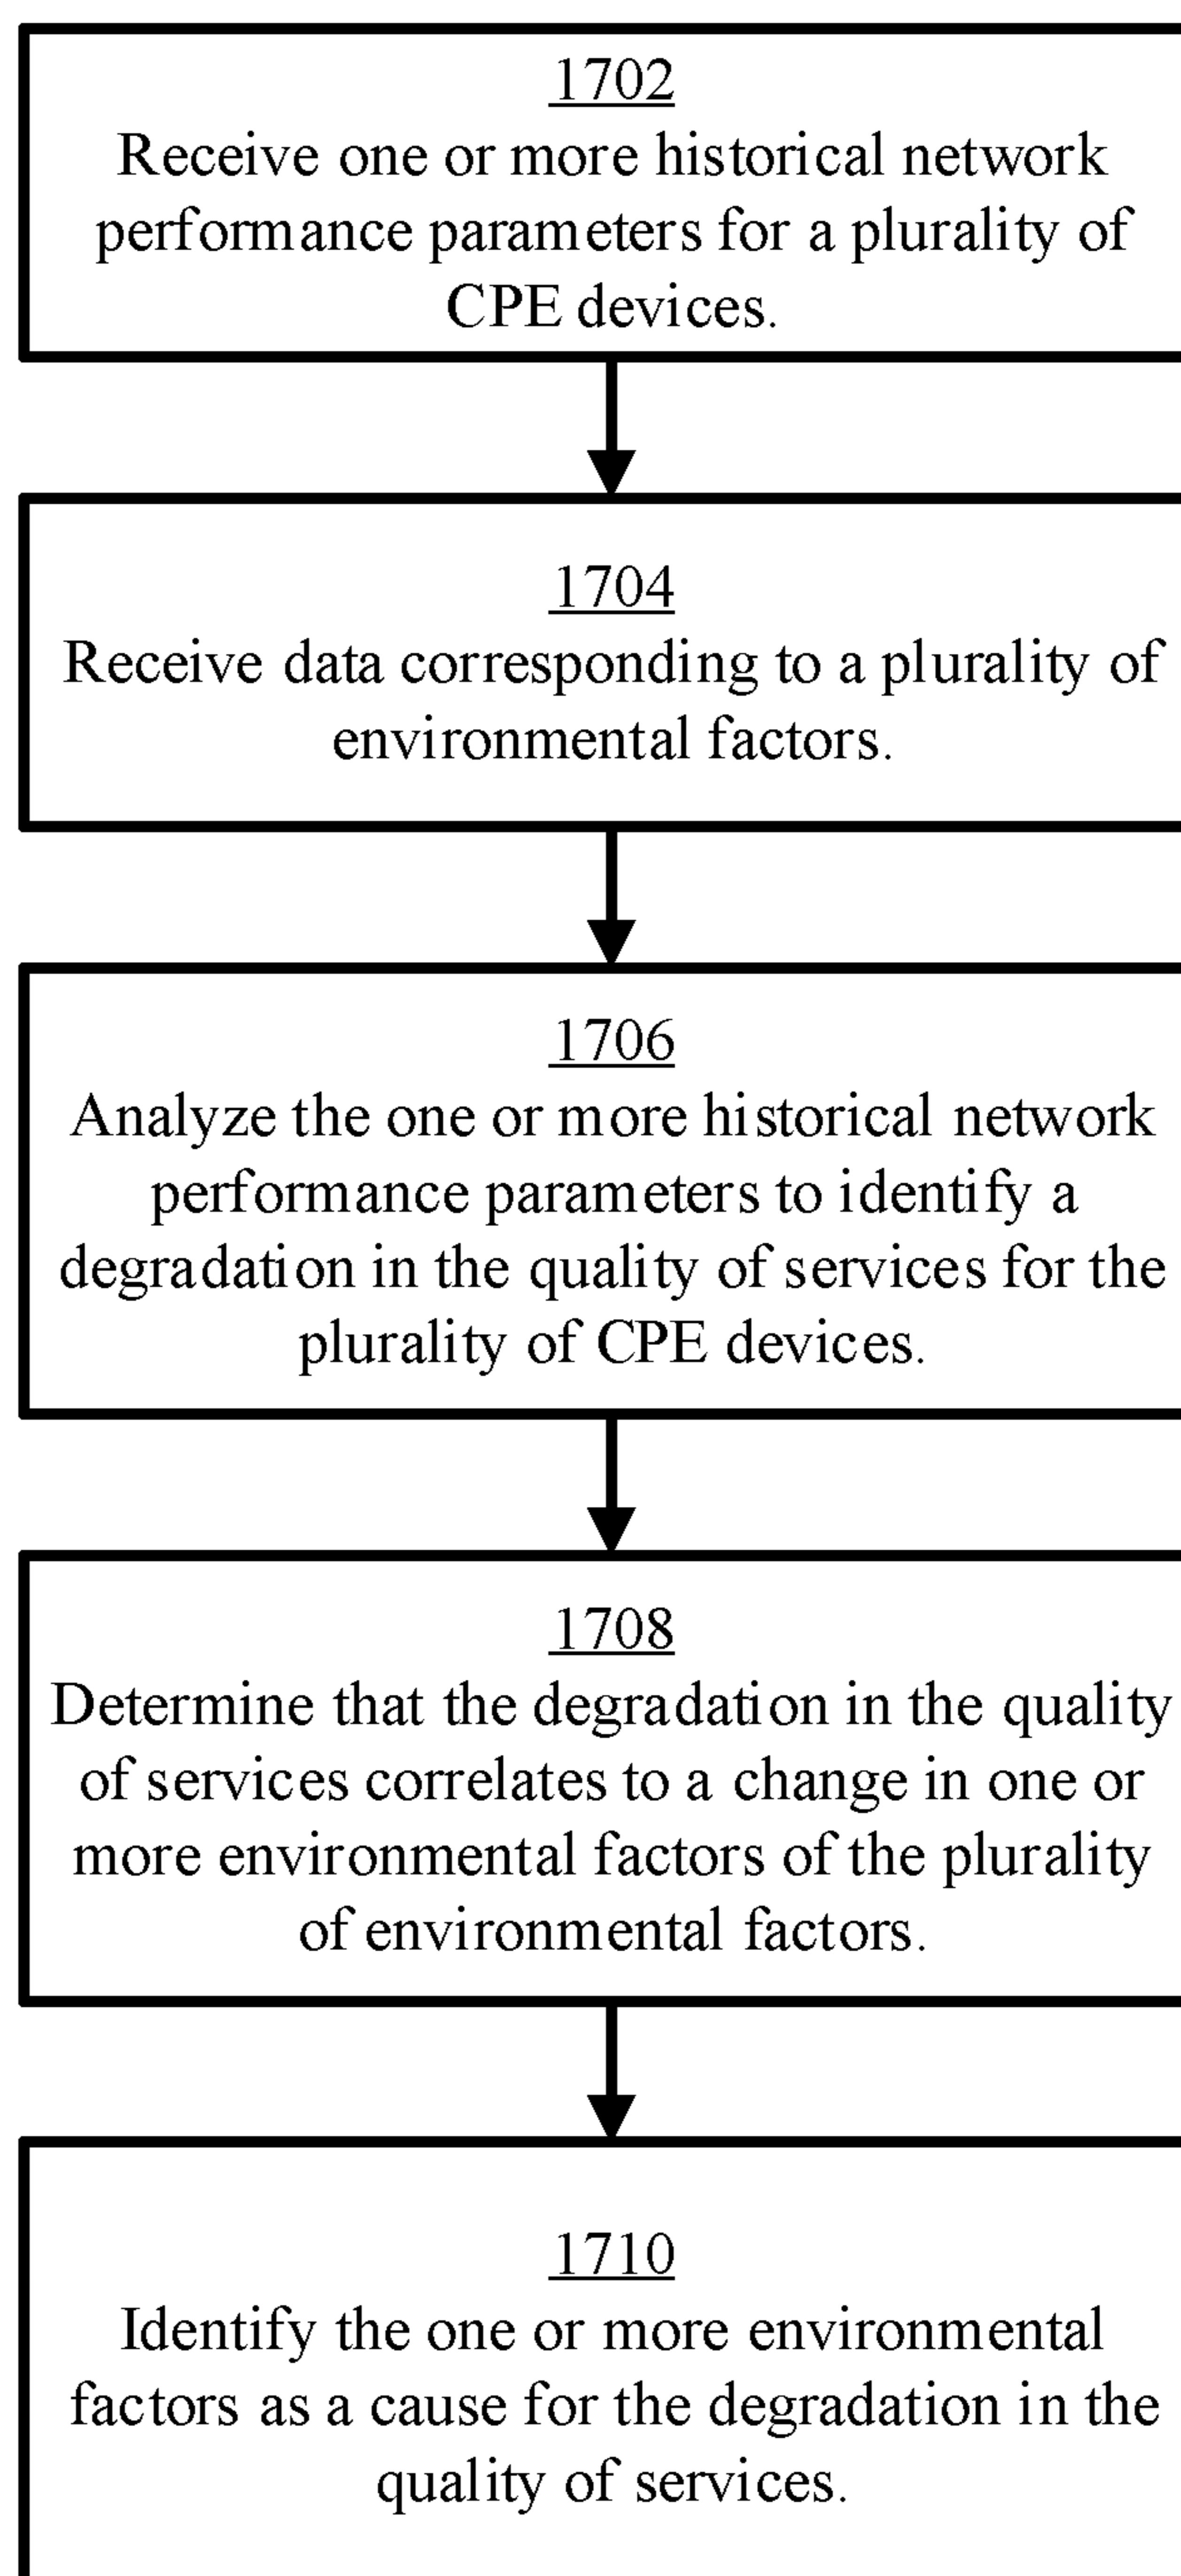 1702
Receive one or more historical network
performance parameters for a plurality of
CPE devices.
1704
Receive data corresponding to a plurality of
environmental factors.
1706
Analyze the one or more historical network
performance parameters to identify a
degradation in the quality of services for the
plurality of CPE devices.
1708
Determine that the degradation in the quality
of services correlates to a change in one or
more environmental factors of the plurality
of environmental factors.
1710
Identify the one or more environmental
factors as a cause for the degradation in the
quality of services.